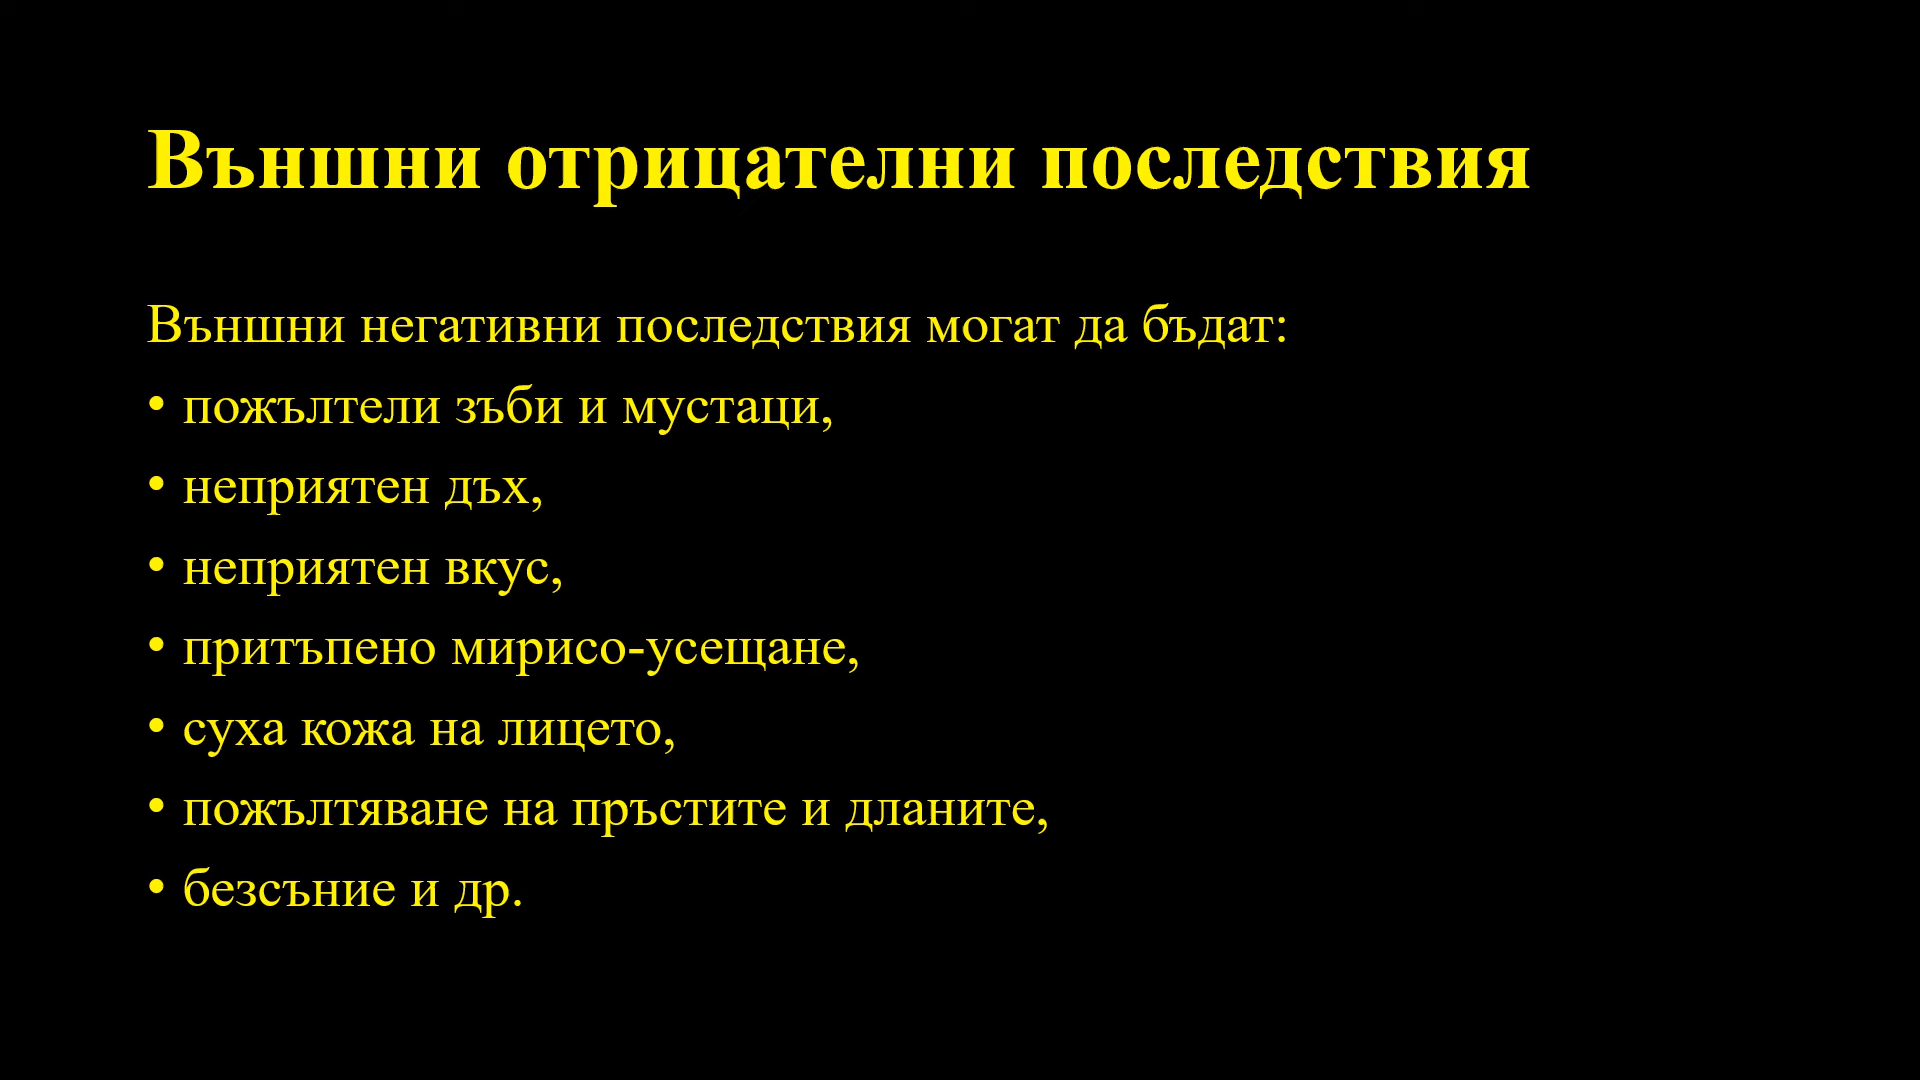 Външни отрицателни последствия
Външни негативни последствия могат да бъдат:
• пожълтели зъби и мустаци,
• неприятен дъх,
• неприятен вкус,
• притъпено мирисо-усещане,
• суха кожа на лицето,
• пожълтяване на пръстите и дланите,
• безсъние и др.